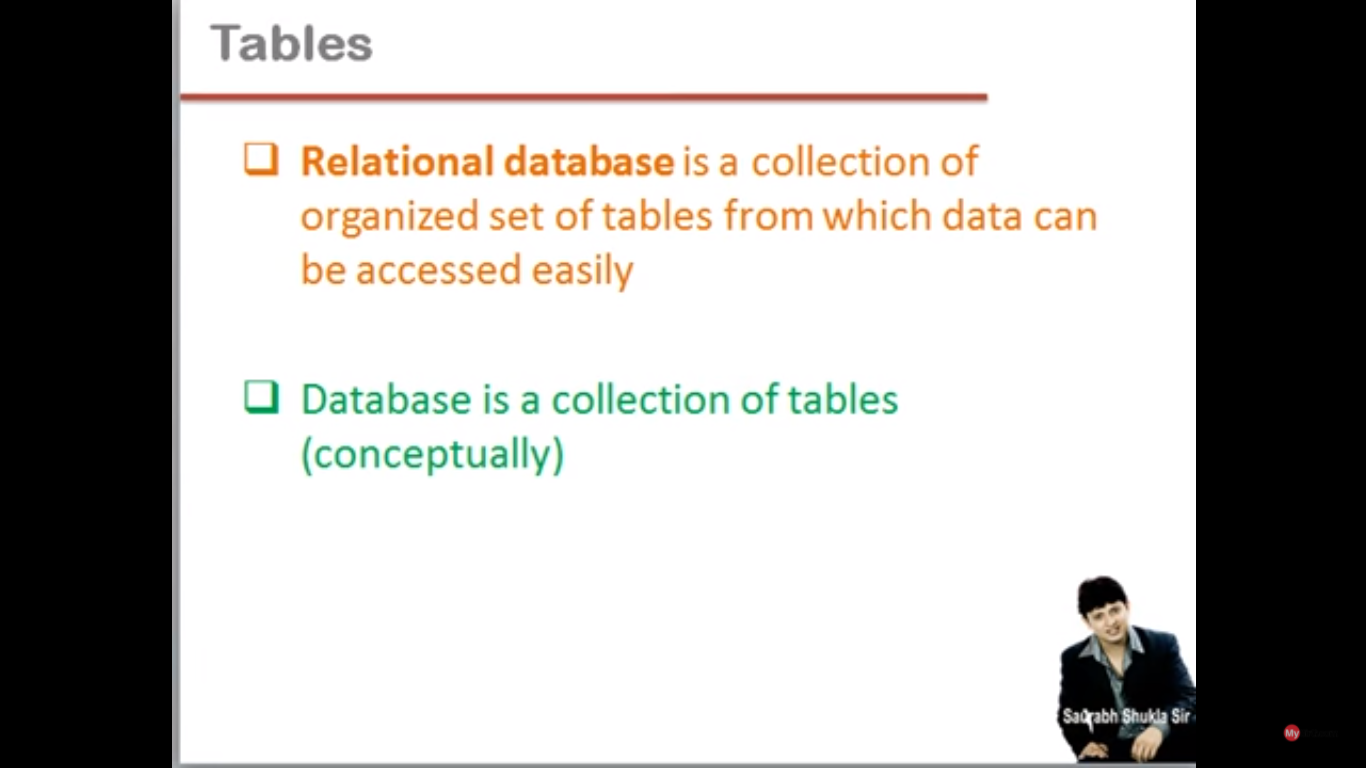 Tables
Relational database is a collection of
organized set of tables from which data can
be accessed easily
Database is a collection of tables
(conceptually)
Saurabh Shukla Sir
My